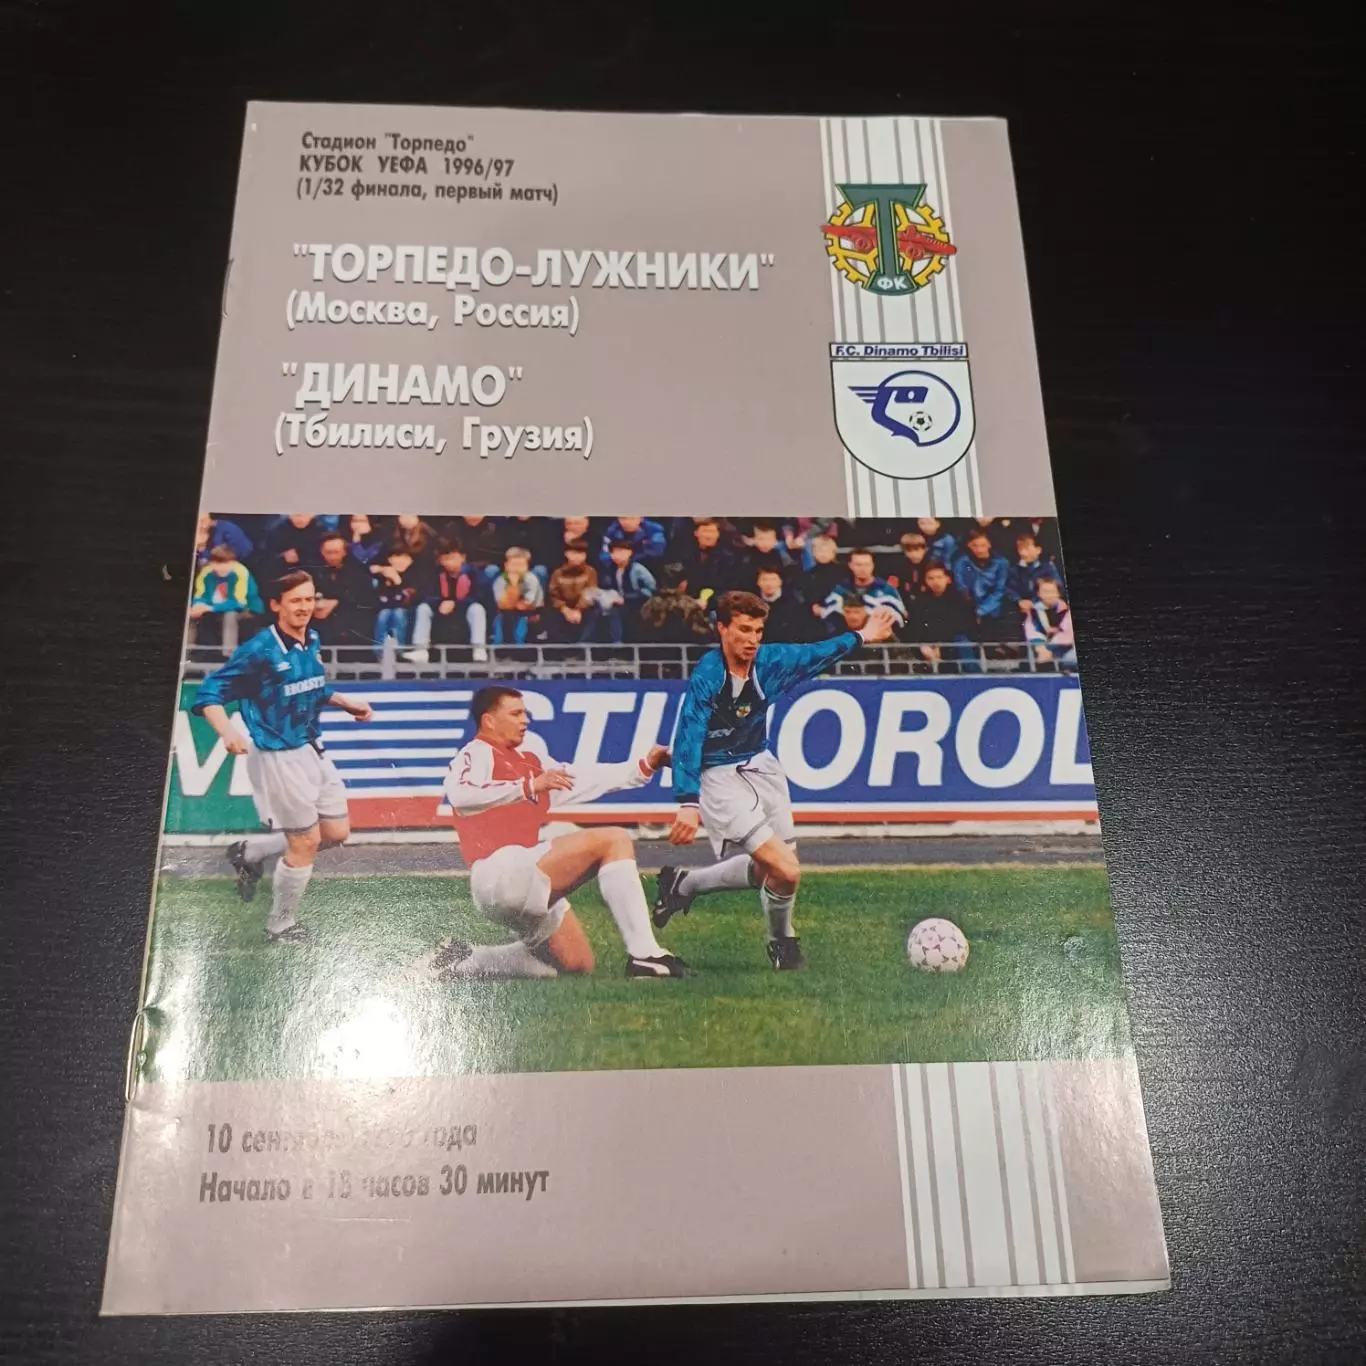 Стадион "Торпедо"
КУБОК УЕФА 1996/97
(1/32 финала, первый матч)
"ТОРПЕДО-ЛУЖНИКИ"
(Москва, Россия)
"ДИНАМО"
(Тбилиси, Грузия)
Т
ФК
F.C. Dinamo Tbilisi
STIMOROL
10 года
Начало в часов 30 минут